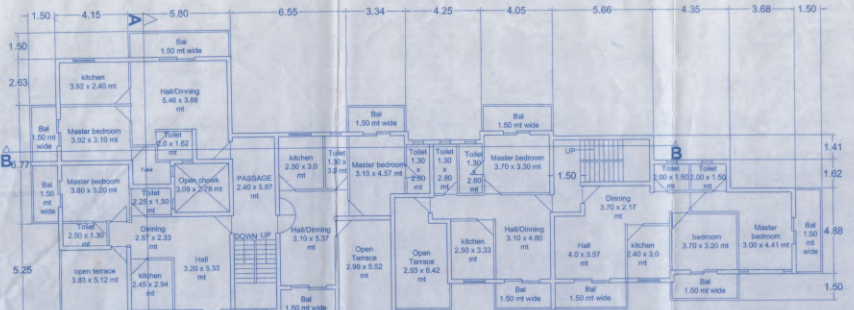 1.50 4.15 5.80 6.55 3.34 4.25 4.05 5.66 4.35 3.68 1.50
A
1.50
2.63
6.77
5.25
B
Bal
1.50 mt wide
kitchen
3.92 x 2.40 mt
Hall/Dinning
5.46 x 3.88
mt
Bal
1.50 mt
wide
Master bedroom
3.92 x 3.10 mt
Toilet
2.0 x 1.62
mt
Bal
1.50
mt
wide
Master bedroom
3.80 x 3.20 mt
Toilet
Toilet
2.25 x 1.50
mt
Open chowk
3.09 x 2.78 mt
PASSAGE
2.40 x 5.87
mt
Toilet
2.50 x 1.30
mt
Dinning
2.57 x 2.33
mt
Hall
3.20 x 5.33
mt
DOWN UP
open terrace
3.83 x 5.12 mt
kitchen
2.45 x 2.94
mt
kitchen
2.50 x 3.0
mt
Toilet
1.30 x
3.0 mt
Bal
1.50 mt wide
Master bedroom
3.10 x 4.57 mt
Hall/Dinning
3.10 x 5.37
mt
Bal
1.50 mt wide
Open
Terrace
2.98 x 5.52
mt
Toilet
1.30
x
2.80
mt
Toilet
1.30
x
2.80
mt
Toilet
1.30
x
2.80
mt
Bal
1.50 mt wide
Master bedroom
3.70 x 3.30 mt
Open
Terrace
2.93 x 6.42
mt
kitchen
2.50 x 3.33
mt
Hall/Dinning
3.10 x 4.80
mt
Bal
1.50 mt wide
UP
1.50
Dinning
3.70 x 2.17
mt
Hall
4.0 x 3.57
mt
kitchen
2.40 x 3.0
mt
Bal
1.50 mt wide
B
Toilet
2.00 x 1.50
mt
Toilet
2.00 x 1.50
mt
bedroom
3.70 x 3.20 mt
Master
bedroom
3.00 x 4.41 mt
Bal
1.50
mt
wide
Bal
1.50 mt wide
1.41
1.62
4.88
1.50